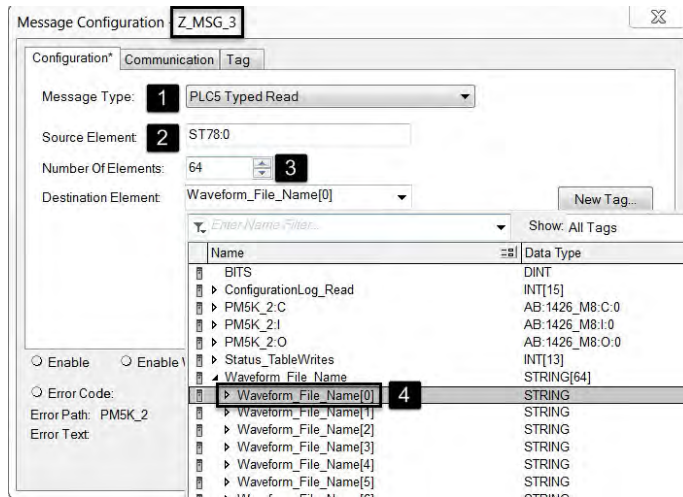 Message Configuration - Z_MSG_3
Configuration* Communication Tag
Message Type: 1 PLC5 Typed Read
Source Element: 2 ST78:0
Number Of Elements: 64 3
Destination Element: Waveform_File_Name[0] New Tag...
Enter Name Filter... Show: All Tags
Name Data Type
BITS DINT
ConfigurationLog_Read INT[15]
PM5K_2:C AB:1426_M8:C:0
PM5K_2:I AB:1426_M8:I:0
PM5K_2:O AB:1426_M8:O:0
Enable Enable Status_TableWrites INT[13]
Waveform_File_Name STRING[64]
Error Code: Waveform_File_Name[0] 4 STRING
Error Path: PM5K_2 Waveform_File_Name[1] STRING
Error Text: Waveform_File_Name[2] STRING
Waveform_File_Name[3] STRING
Waveform_File_Name[4] STRING
Waveform_File_Name[5] STRING